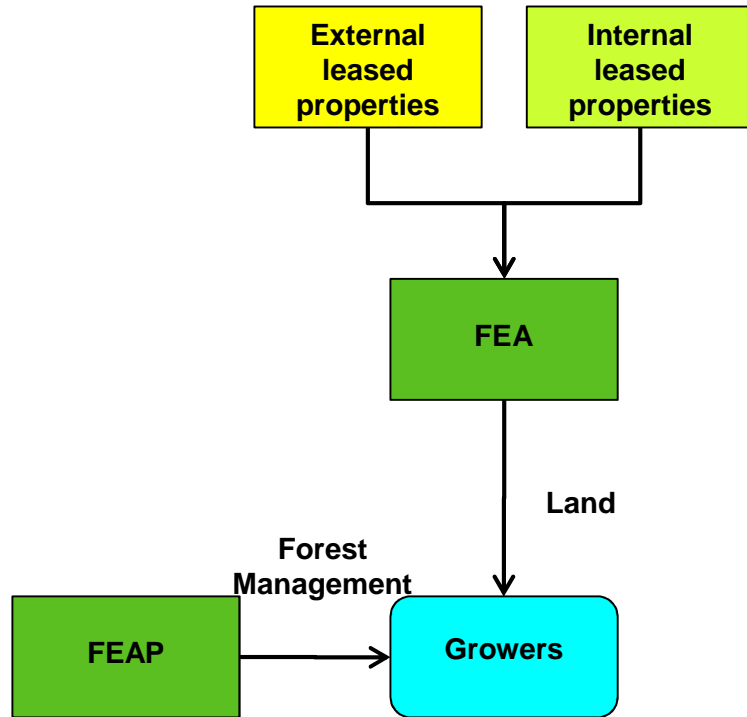 External
leased
properties
Internal
leased
properties
FEA
Land
Forest
Management
FEAP
Growers